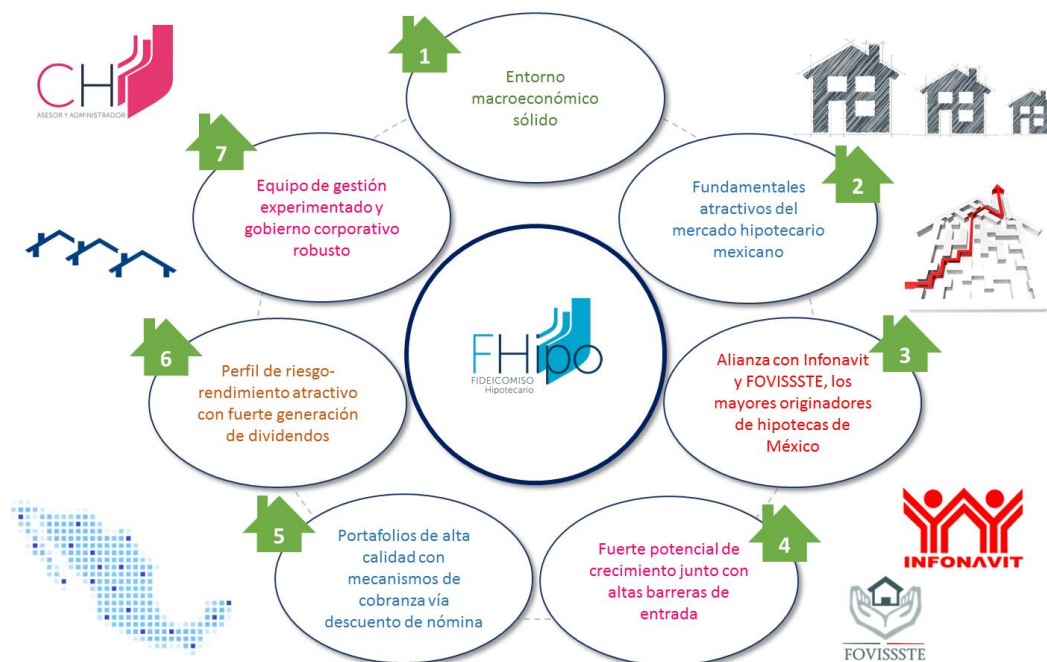 CH
ASESOR Y ADMINISTRADOR
1
Entorno
macroeconómico
sólido
2
Fundamentales
atractivos del
mercado hipotecario
mexicano
3
Alianza con Infonavit
y FOVISSSTE, los
mayores originadores
de hipotecas de
México
4
Fuerte potencial de
crecimiento junto con
altas barreras de
entrada
5
Portafolios de alta
calidad con
mecanismos de
cobranza vía
descuento de nómina
6
Perfil de riesgo-
rendimiento atractivo
con fuerte generación
de dividendos
7
Equipo de gestión
experimentado y
gobierno corporativo
robusto
FHipo
FIDEICOMISO
Hipotecario
INFONAVIT
FOVISSSTE